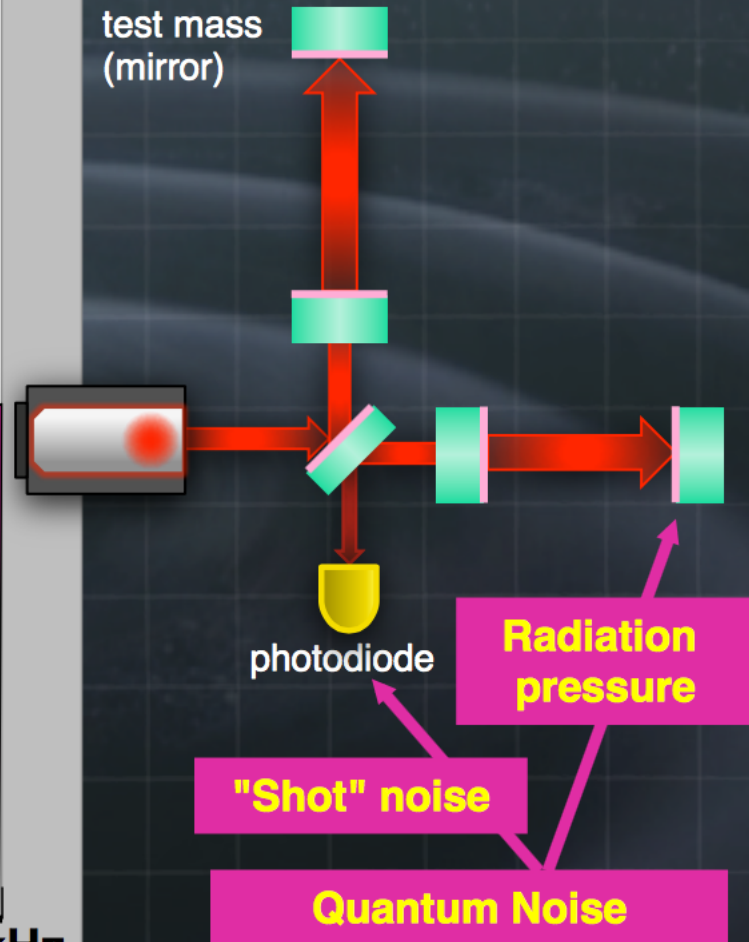 test mass
(mirror)
photodiode
Radiation
pressure
"Shot" noise
Quantum Noise